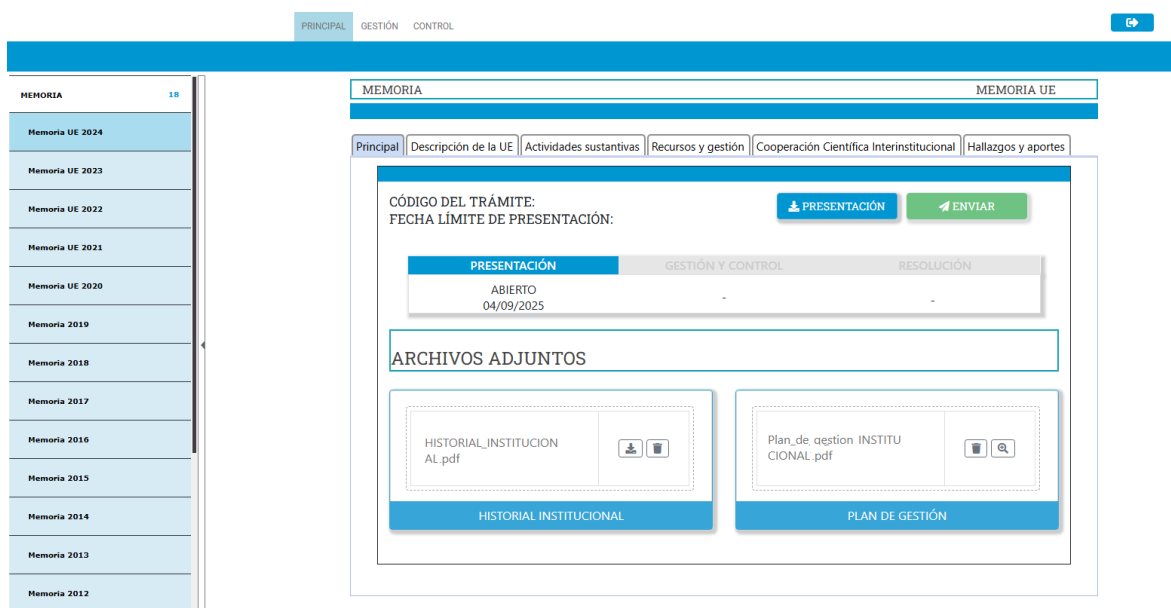 PRINCIPAL GESTIÓN CONTROL
MEMORIA 18
Memoria UE 2024
Memoria UE 2023
Memoria UE 2022
Memoria UE 2021
Memoria UE 2020
Memoria 2019
Memoria 2018
Memoria 2017
Memoria 2016
Memoria 2015
Memoria 2014
Memoria 2013
Memoria 2012
MEMORIA MEMORIA UE
Principal Descripción de la UE Actividades sustantivas Recursos y gestión Cooperación Científica Interinstitucional Hallazgos y aportes
CÓDIGO DEL TRÁMITE:
FECHA LÍMITE DE PRESENTACIÓN:
PRESENTACIÓN ENVIAR
PRESENTACIÓN GESTIÓN Y CONTROL RESOLUCIÓN
ABIERTO
04/09/2025 - -
ARCHIVOS ADJUNTOS
HISTORIAL_INSTITUCION
AL.pdf
HISTORIAL INSTITUCIONAL
Plan_de_gestion_INSTITU
CIONAL.pdf
PLAN DE GESTIÓN